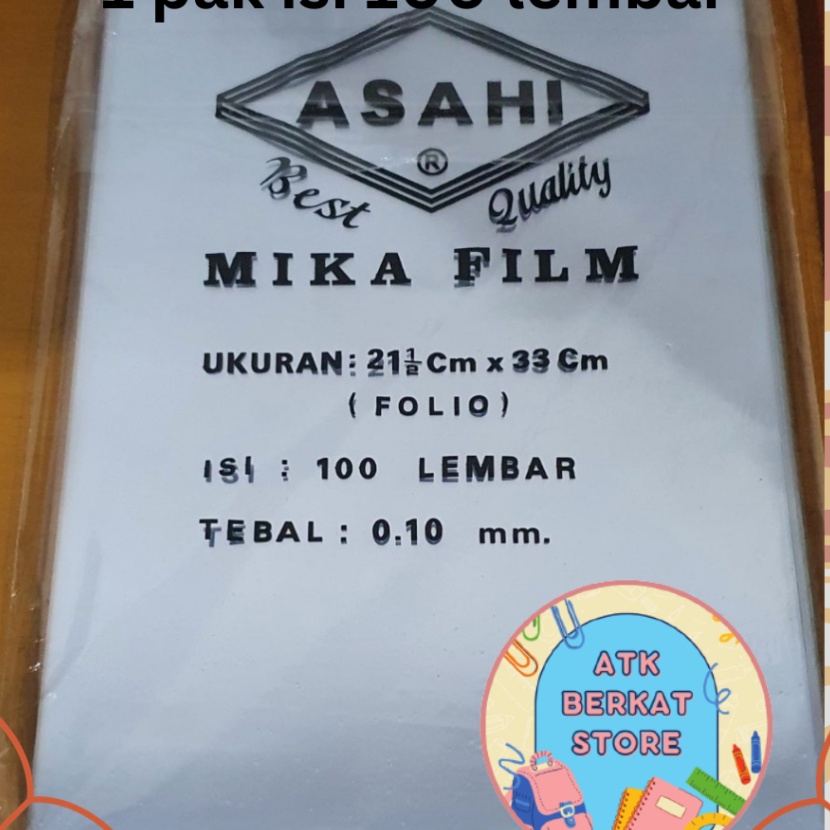 1 pak isi 100 lembar
ASAHI
®
Best Quality
MIKA FILM
UKURAN: 21½ Cm x 33 Cm
( FOLIO )
ISI : 100 LEMBAR
TEBAL : 0.10 mm.
ATK
BERKAT
STORE